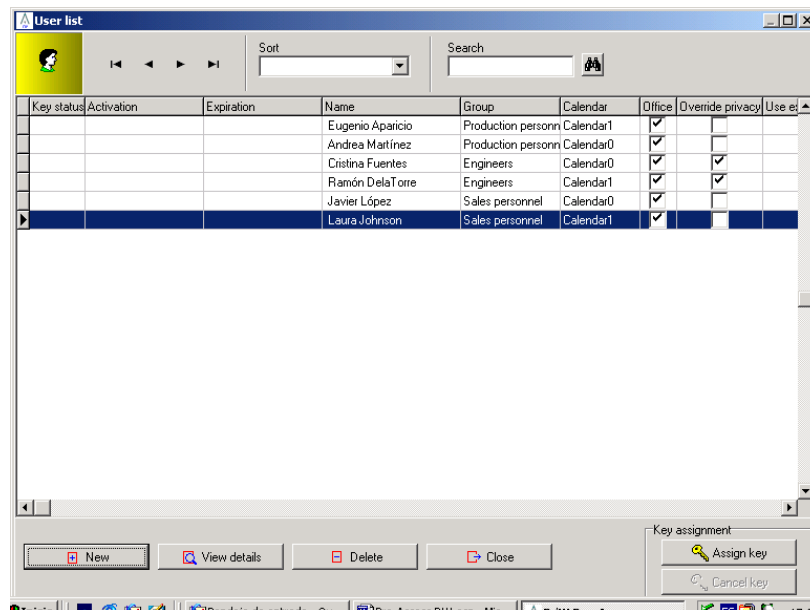 User list
Sort
Search
Key status Activation Expiration Name Group Calendar Office Override privacy Use
Eugenio Aparicio Production personn Calendar1
Andrea Martínez Production personn Calendar0
Cristina Fuentes Engineers Calendar0
Ramón DelaTorre Engineers Calendar1
Javier López Sales personnel Calendar0
Laura Johnson Sales personnel Calendar1
Key assignment
New View details Delete Close Assign key
Cancel key